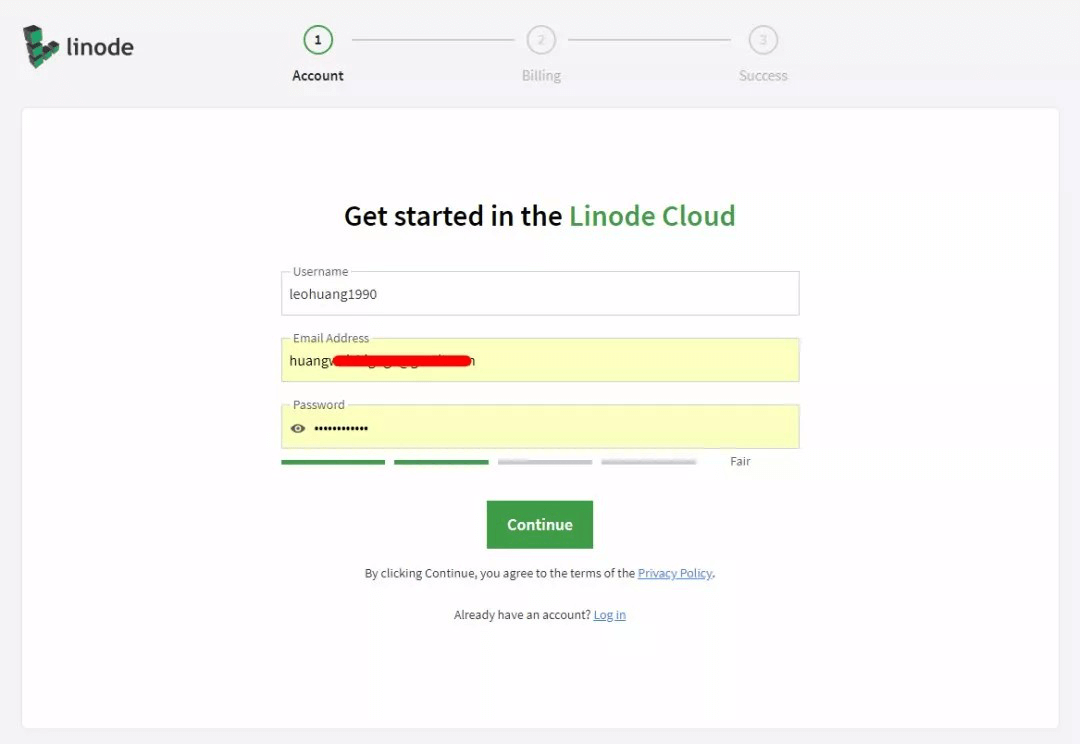 linode
1
2
3
Account
Billing
Success
Get started in the Linode Cloud
Username
leohuang1990
Email Address
Password
••••••••••••
Fair
Continue
By clicking Continue, you agree to the terms of the Privacy Policy.
Already have an account? Log in